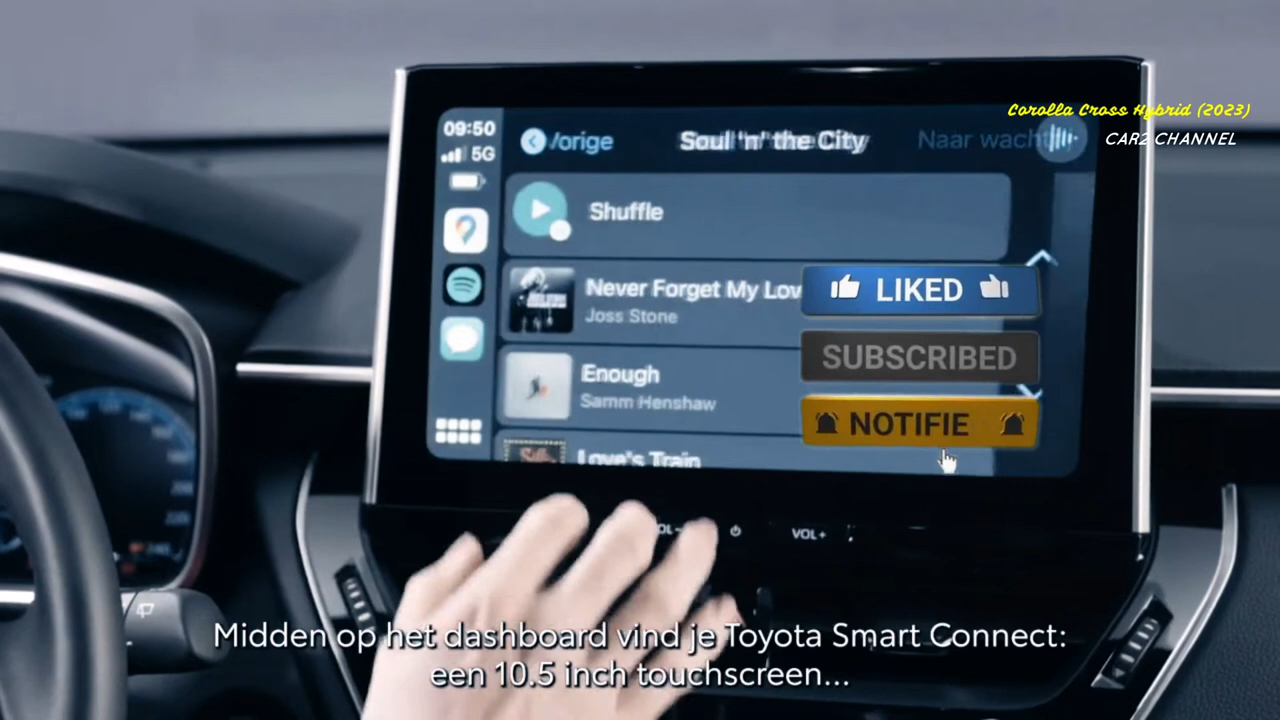 Corolla Cross Hybrid (2023)
CAR2 CHANNEL
09:50
5G
Vorige
Soul 'n' the City
Naar wacht
Shuffle
Never Forget My Lov
Joss Stone
LIKED
SUBSCRIBED
Enough
Samm Henshaw
NOTIFIE
Love's Train
VOL+
Midden op het dashboard vind je Toyota Smart Connect:
een 10.5 inch touchscreen...